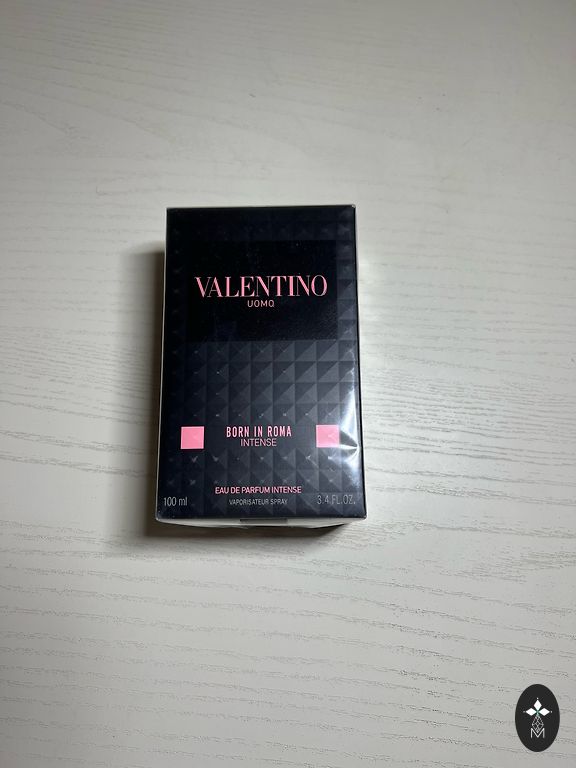 VALENTINO
UOMO
BORN IN ROMA
INTENSE
EAU DE PARFUM INTENSE
100 ml VAPORISATEUR SPRAY 3.4 FL.OZ.
M